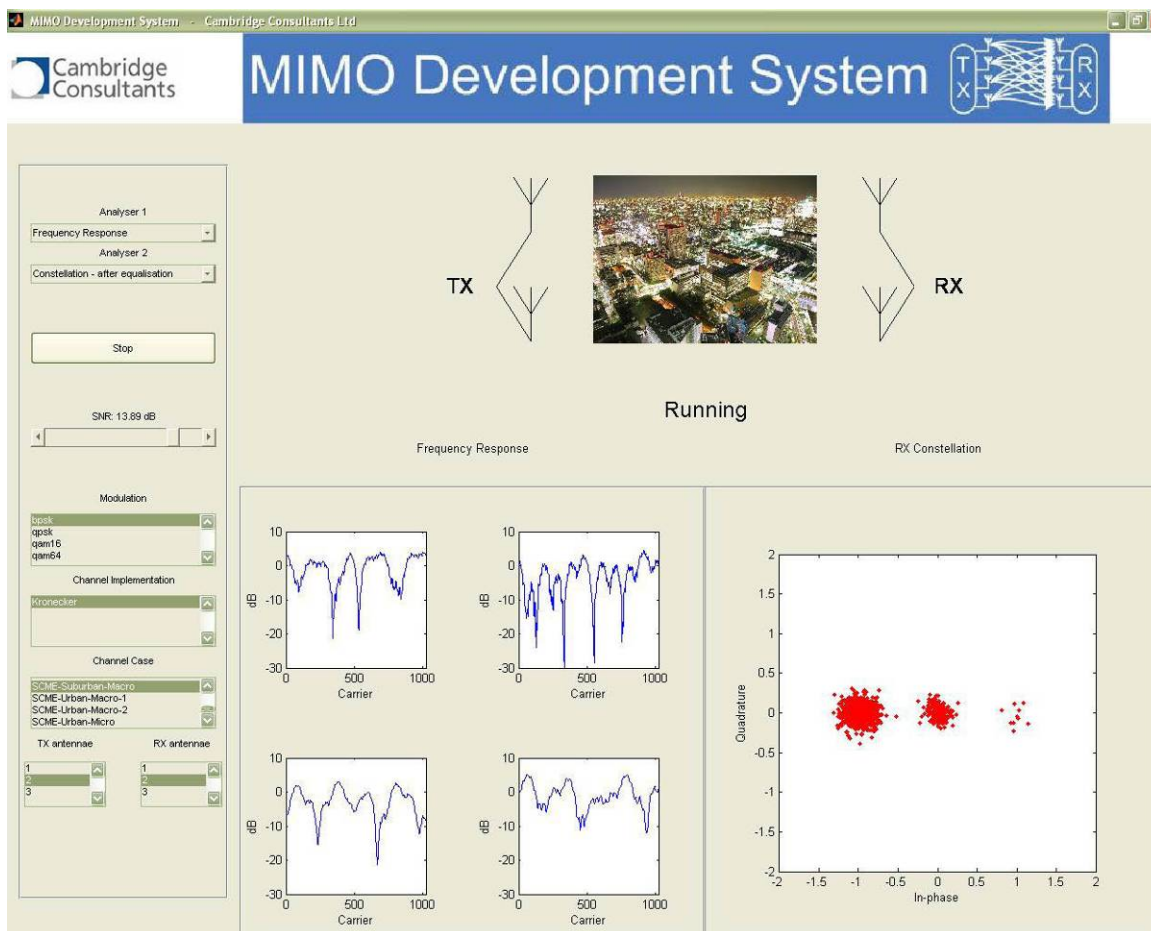 MIMO Development System - Cambridge Consultants Ltd
Cambridge
Consultants
MIMO Development System
T
X
R
X
Analyser 1
Frequency Response
Analyser 2
Constellation - after equalisation
Stop
SNR: 13.89 dB
Modulation
bpsk
qpsk
qam16
qam64
Channel Implementation
Kronecker
Channel Case
SCME-Suburban-Macro
SCME-Urban-Macro-1
SCME-Urban-Macro-2
SCME-Urban-Micro
TX antennae
RX antennae
1
2
3
1
2
3
TX
RX
Running
Frequency Response
RX Constellation
10
0
-10
-20
-30
dB
0 500 1000
Carrier
10
0
-10
-20
-30
dB
0 500 1000
Carrier
10
0
-10
-20
-30
dB
0 500 1000
Carrier
10
0
-10
-20
-30
dB
0 500 1000
Carrier
2
1.5
1
0.5
0
-0.5
-1
-1.5
-2
Quadrature
-2 -1.5 -1 -0.5 0 0.5 1 1.5 2
In-phase